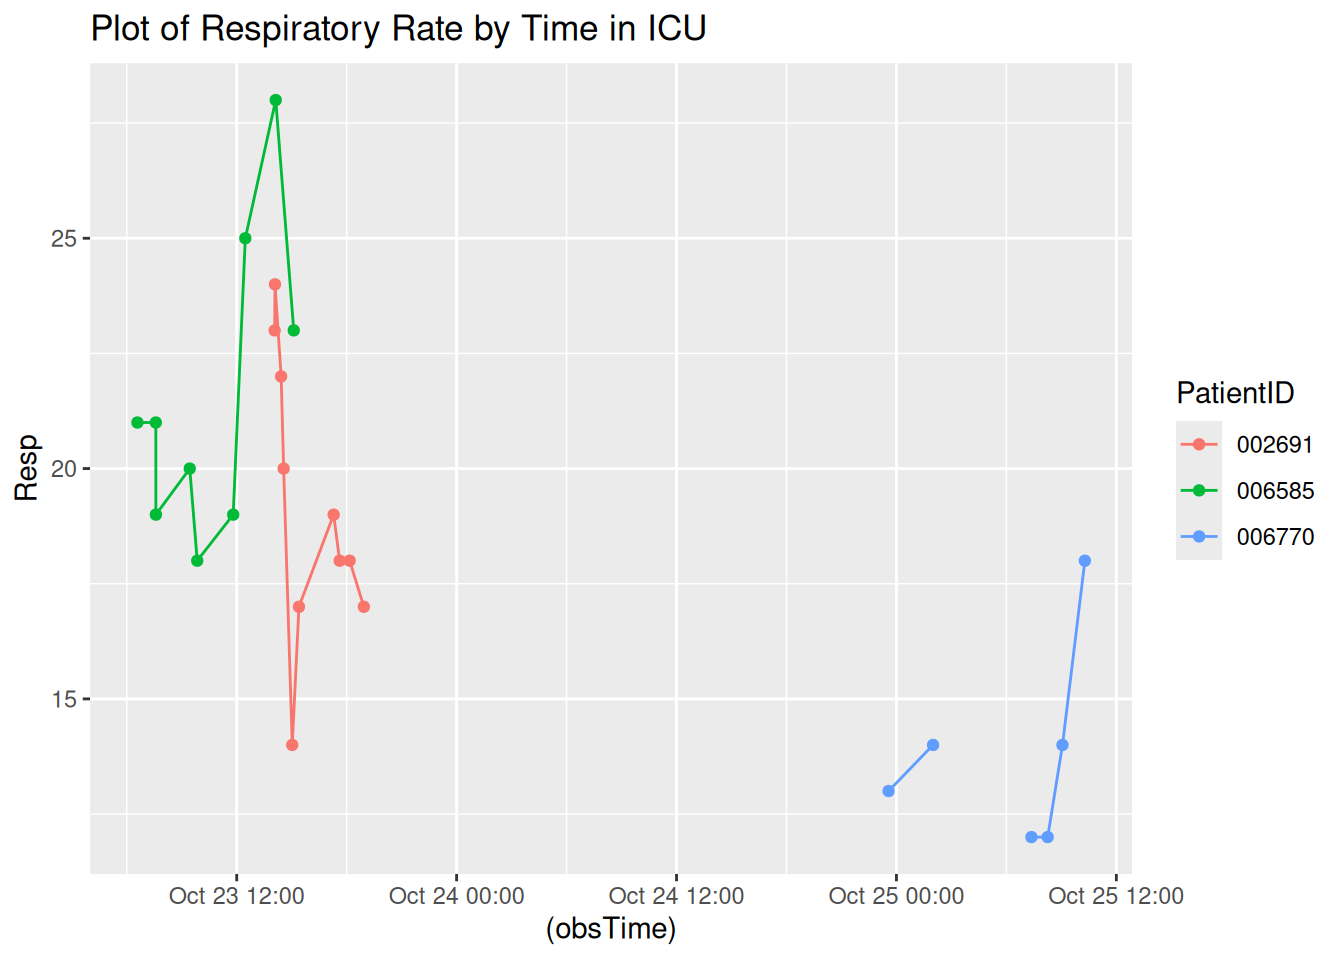 Plot of Respiratory Rate by Time in ICU
Resp
25
20
15
Oct 23 12:00 Oct 24 00:00 Oct 24 12:00 Oct 25 00:00 Oct 25 12:00
(obsTime)
PatientID
002691
006585
006770